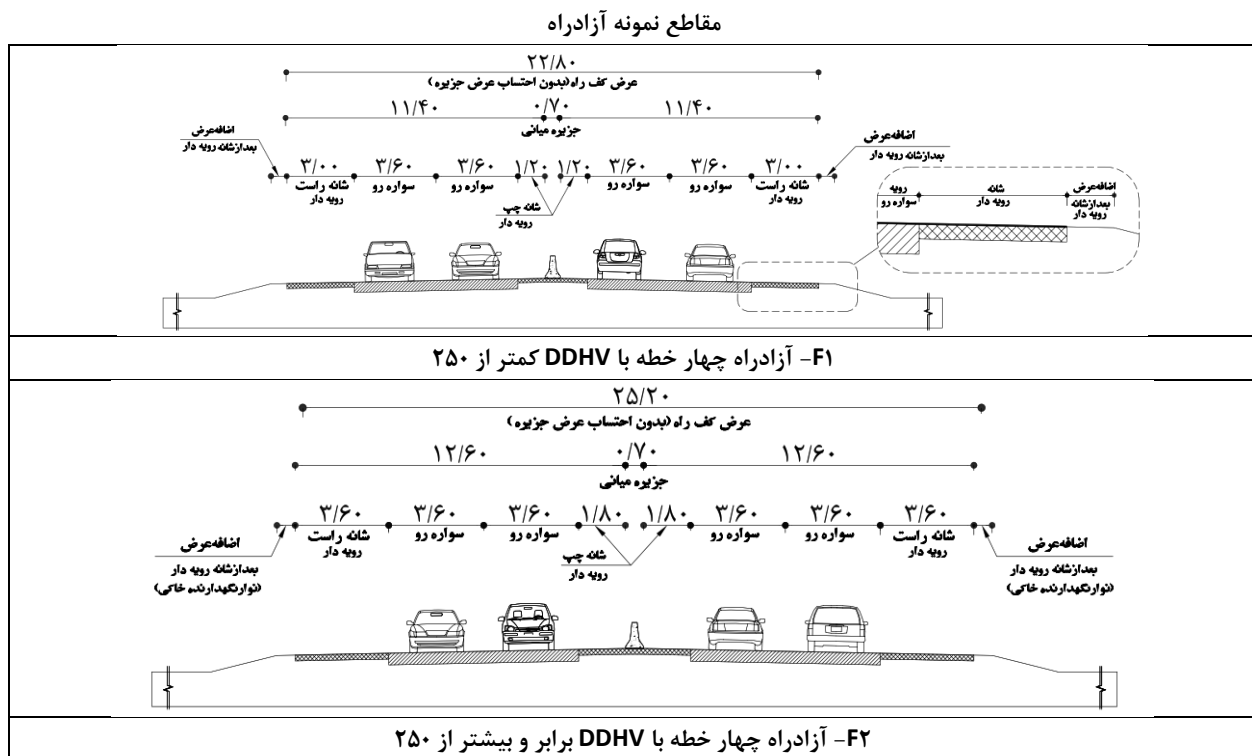 مقاطع نمونه آزادراه
۲۲/۸۰
عرض کف راه(بدون احتساب عرض جزیره)
۱۱/۴۰ ۰/۷۰ ۱۱/۴۰
جزیره میانی
اضافه‌عرض
بعدازشانه رویه دار
۳/۰۰ ۳/۶۰ ۳/۶۰ ۱/۲۰ ۱/۲۰ ۳/۶۰ ۳/۶۰ ۳/۰۰
شانه راست
رویه دار
سواره رو
سواره رو
شانه چپ
رویه دار
سواره رو
سواره رو
شانه راست
رویه دار
اضافه‌عرض
بعدازشانه رویه دار
رویه
سواره رو
شانه
رویه دار
اضافه‌عرض
بعدازشانه
رویه دار
F۱- آزادراه چهار خطه با DDHV کمتر از ۲۵۰
۲۵/۲۰
عرض کف راه (بدون احتساب عرض جزیره)
۱۲/۶۰ ۰/۷۰ ۱۲/۶۰
جزیره میانی
۳/۶۰ ۳/۶۰ ۳/۶۰ ۱/۸۰ ۱/۸۰ ۳/۶۰ ۳/۶۰ ۳/۶۰
اضافه‌عرض
بعدازشانه رویه دار
(نوارنگهدارنده خاکی)
شانه راست
رویه دار
سواره رو
سواره رو
شانه چپ
رویه دار
سواره رو
سواره رو
شانه راست
رویه دار
اضافه‌عرض
بعدازشانه رویه دار
(نوارنگهدارنده خاکی)
F۲- آزادراه چهار خطه با DDHV برابر و بیشتر از ۲۵۰